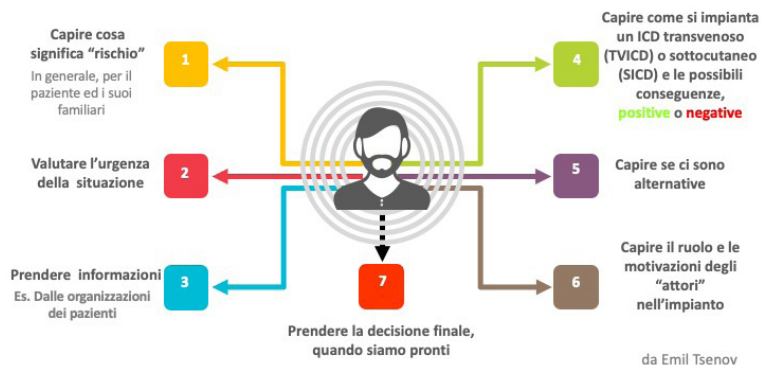 1
Capire cosa
significa “rischio”
In generale, per il
paziente ed i suoi
familiari
2
Valutare l’urgenza
della situazione
3
Prendere informazioni
Es. Dalle organizzazioni
dei pazienti
4
Capire come si impianta
un ICD transvenoso
(TVICD) o sottocutaneo
(SICD) e le possibili
conseguenze,
positive o negative
5
Capire se ci sono
alternative
6
Capire il ruolo e le
motivazioni degli
“attori”
nell’impianto
7
Prendere la decisione finale,
quando siamo pronti
da Emil Tsenov